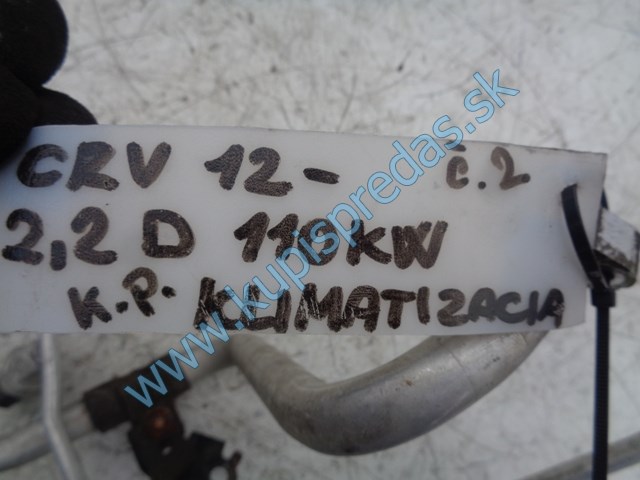 CRV 12- č.2
2,2 D 110kW
K.P. KLIMATIZACIA
www.kupispredas.sk